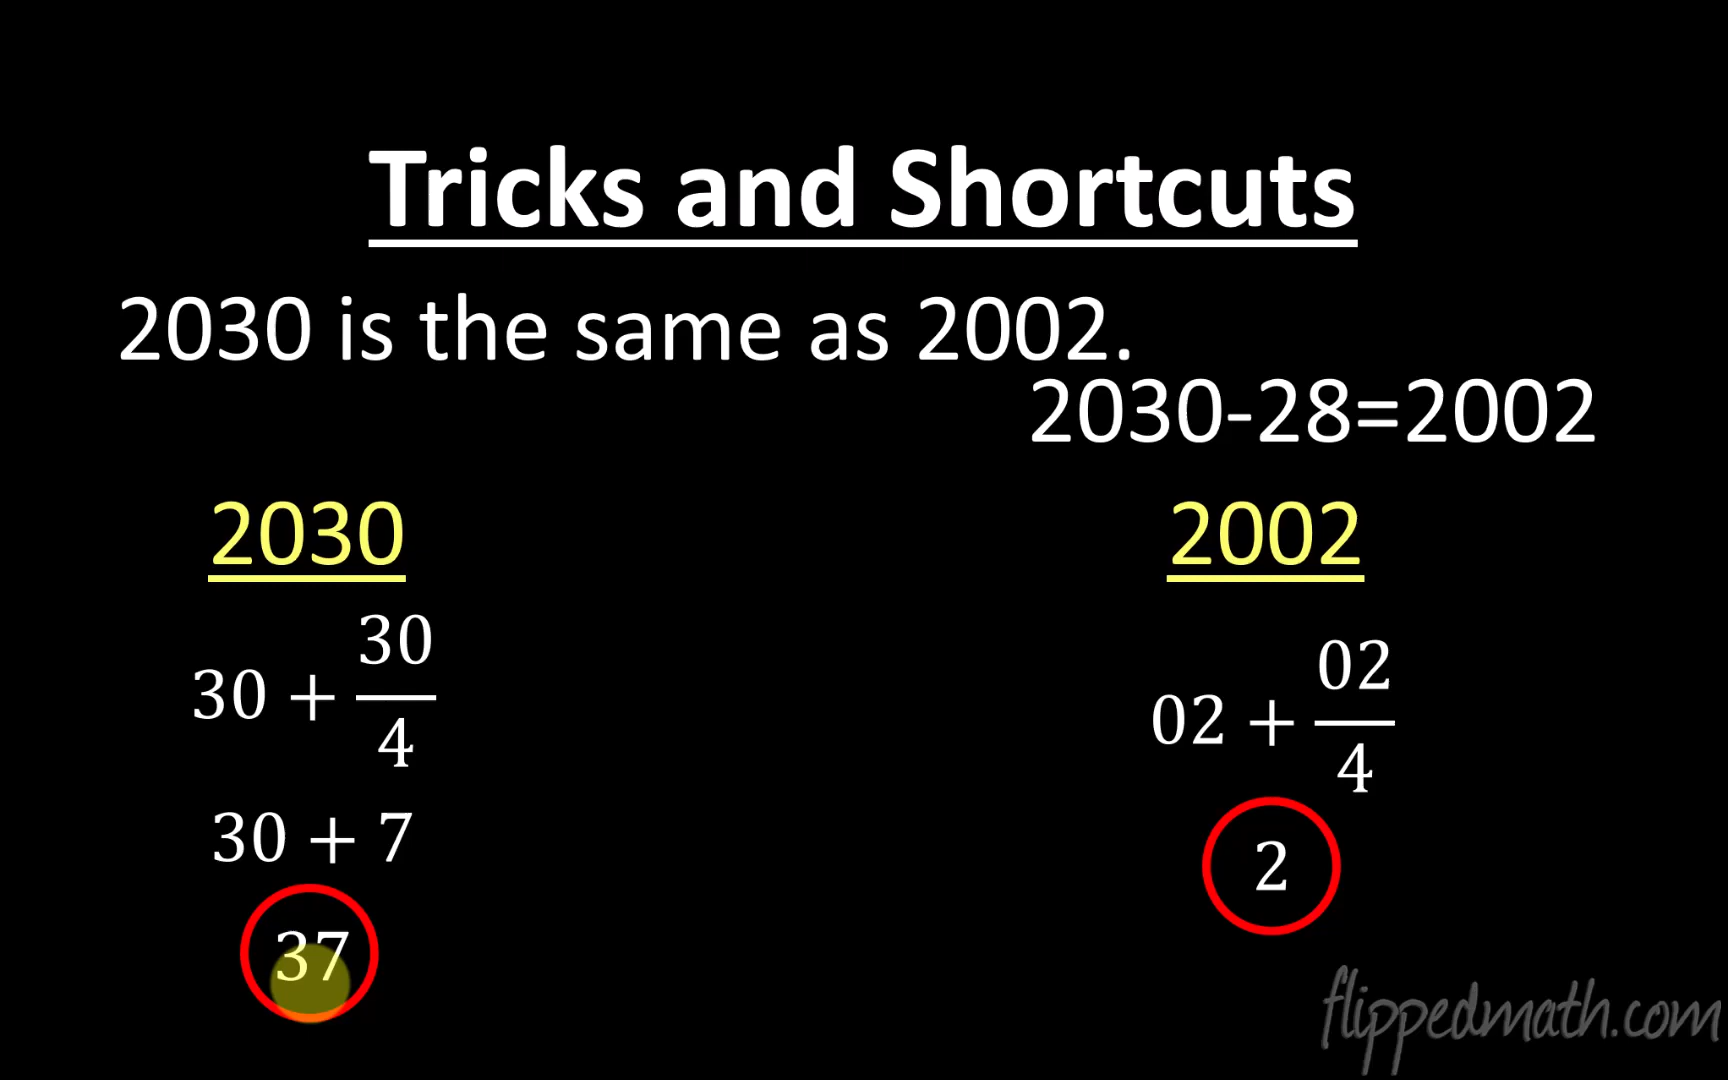 Tricks and Shortcuts
2030 is the same as 2002.
2030-28=2002
2030
30 + 30/4
30 + 7
37
2002
02 + 02/4
2
flippedmath.com